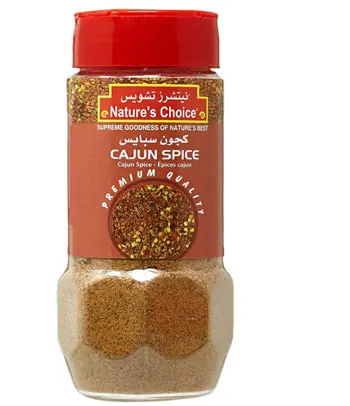 نيتشرز تشويس
Nature's Choice
SUPREME GOODNESS OF NATURE'S BEST
كجون سبايس
CAJUN SPICE
Cajun Spice - Épices cajun
PREMIUM QUALITY